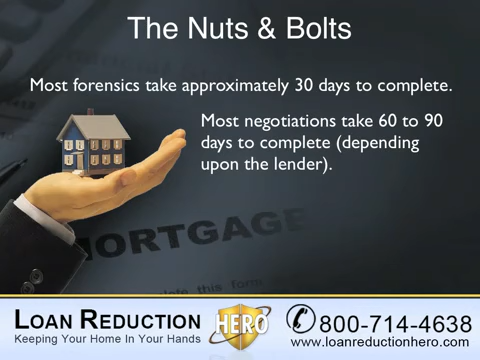 The Nuts & Bolts
Most forensics take approximately 30 days to complete.
Most negotiations take 60 to 90
days to complete (depending
upon the lender).
MORTGAGE
this form
LOAN REDUCTION
HERO
800-714-4638
Keeping Your Home In Your Hands
www.loanreductionhero.com